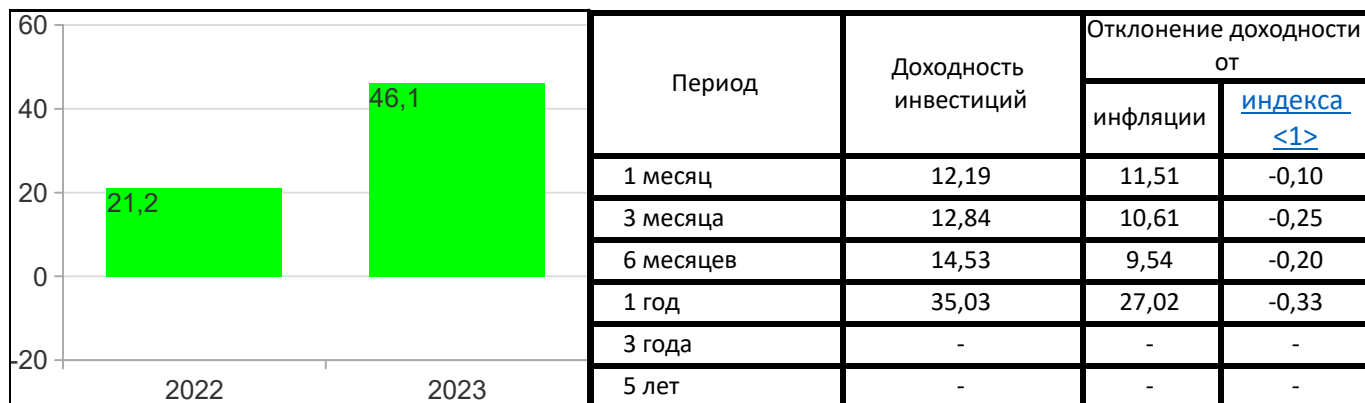 60
40
20
0
-20
21,2
46,1
2022
2023
Период
Доходность
инвестиций
Отклонение доходности
от
инфляции
индекса
<1>
1 месяц 12,19 11,51 -0,10
3 месяца 12,84 10,61 -0,25
6 месяцев 14,53 9,54 -0,20
1 год 35,03 27,02 -0,33
3 года - - -
5 лет - - -